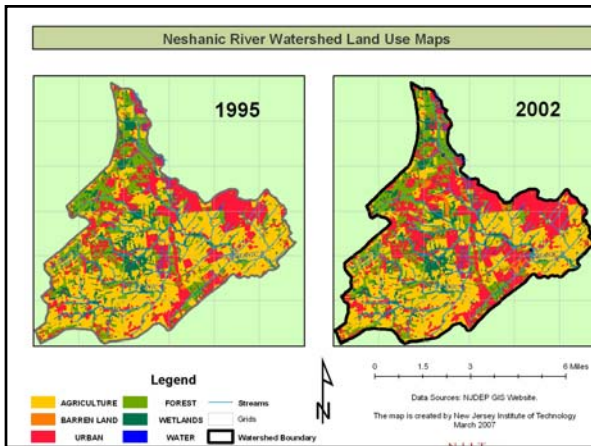 Neshanic River Watershed Land Use Maps
1995
2002
Legend
AGRICULTURE
FOREST
Streams
BARREN LAND
WETLANDS
Grids
URBAN
WATER
Watershed Boundary
N
0 1.5 3 6 Miles
Data Sources: NJDEP GIS Website.
The map is created by New Jersey Institute of Technology
March 2007